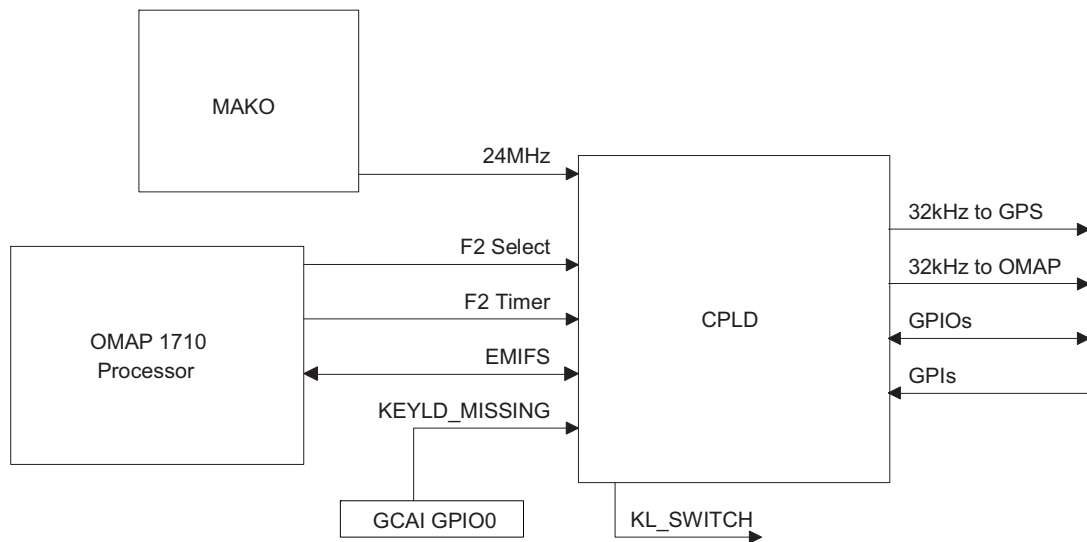 MAKO
24MHz
F2 Select
F2 Timer
EMIFS
KEYLD_MISSING
OMAP 1710
Processor
GCAI GPIO0
CPLD
KL_SWITCH
32kHz to GPS
32kHz to OMAP
GPIOs
GPIs